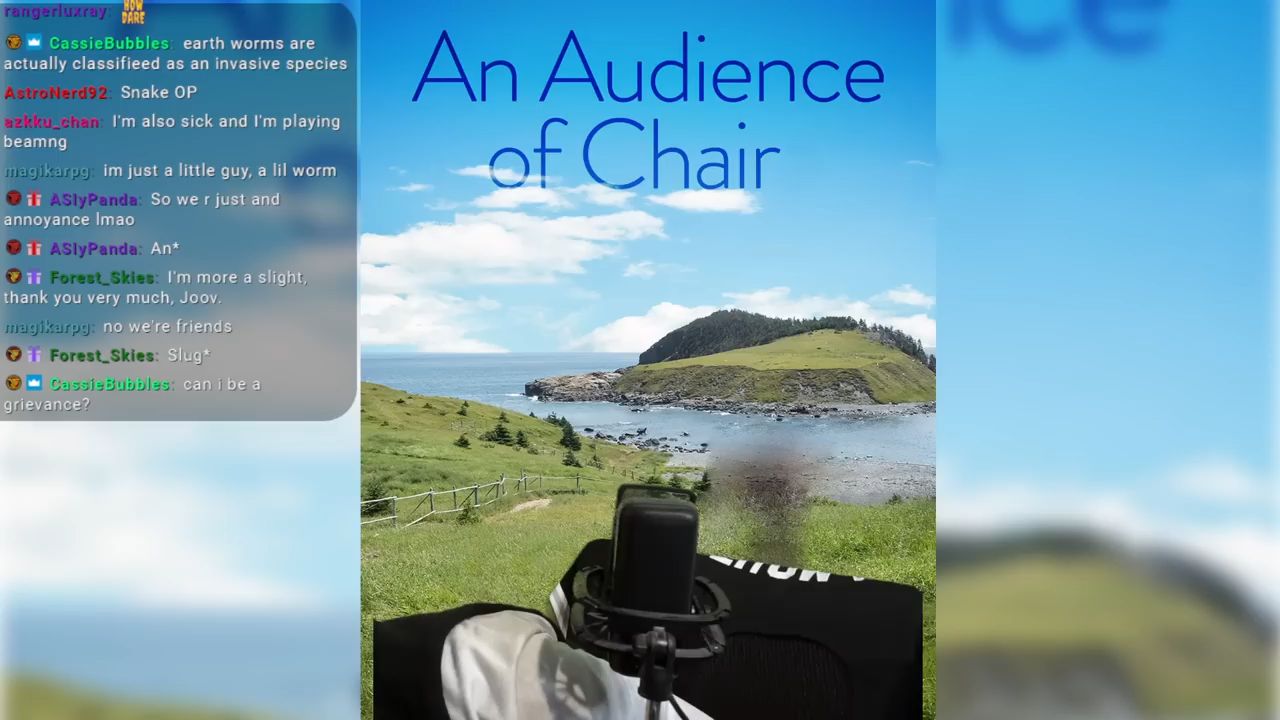 rangerluxray:
HOW DARE
CassieBubbles: earth worms are
actually classifieed as an invasive species
AstroNerd92: Snake OP
azkku_chan: I'm also sick and I'm playing
beamng
magikarpg: im just a little guy, a lil worm
ASlyPanda: So we r just and
annoyance lmao
ASlyPanda: An*
Forest_Skies: I'm more a slight,
thank you very much, Joov.
magikarpg: no we're friends
Forest_Skies: Slug*
CassieBubbles: can i be a
grievance?
An Audience
of Chair